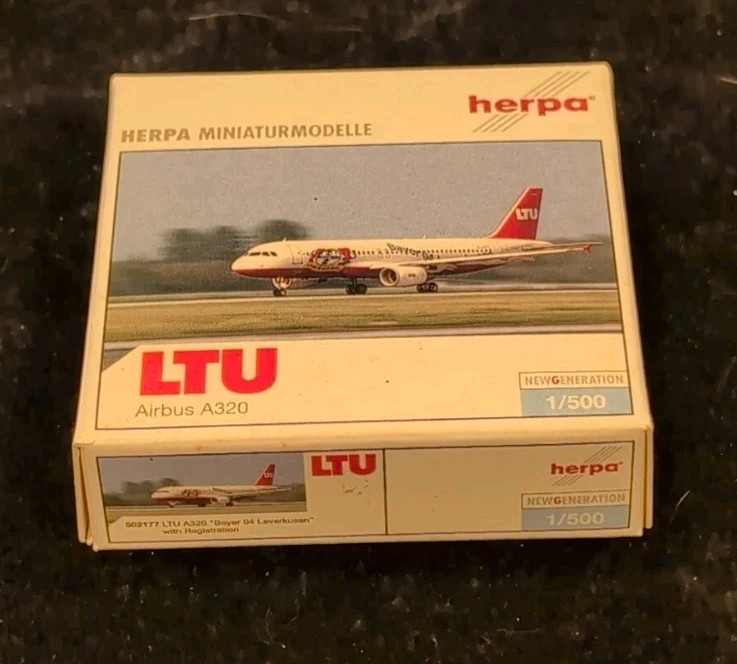 herpa®
HERPA MINIATURMODELLE
LTU
Bayer 04
LTU
Airbus A320
NEWGENERATION
1/500
LTU
herpa®
NEWGENERATION
1/500
503177 LTU A320 "Bayer 04 Leverkusen"
with Registration